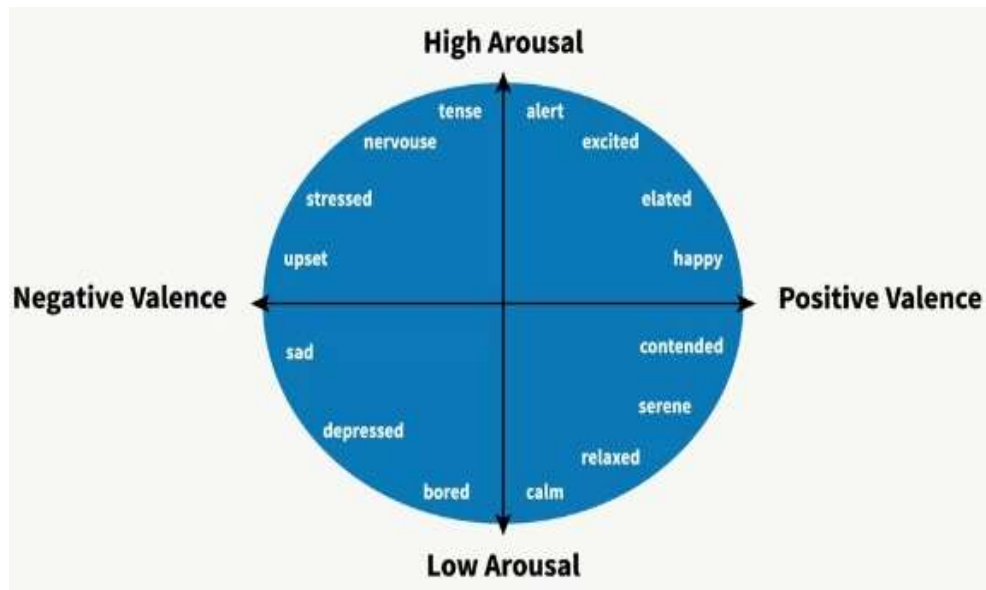 High Arousal
tense alert
nervouse excited
stressed elated
upset happy
Negative Valence Positive Valence
sad contended
depressed serene
relaxed
bored calm
Low Arousal